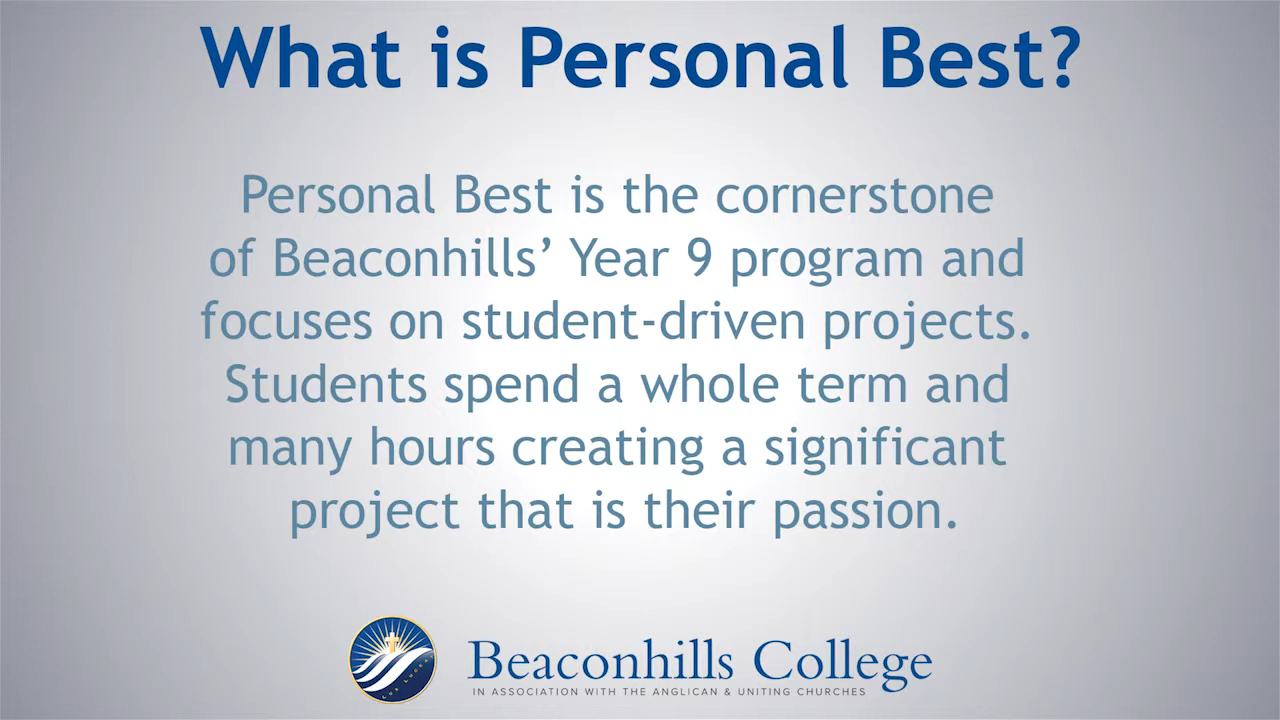 What is Personal Best?
Personal Best is the cornerstone
of Beaconhills’ Year 9 program and
focuses on student-driven projects.
Students spend a whole term and
many hours creating a significant
project that is their passion.
Beaconhills College
IN ASSOCIATION WITH THE ANGLICAN & UNITING CHURCHES